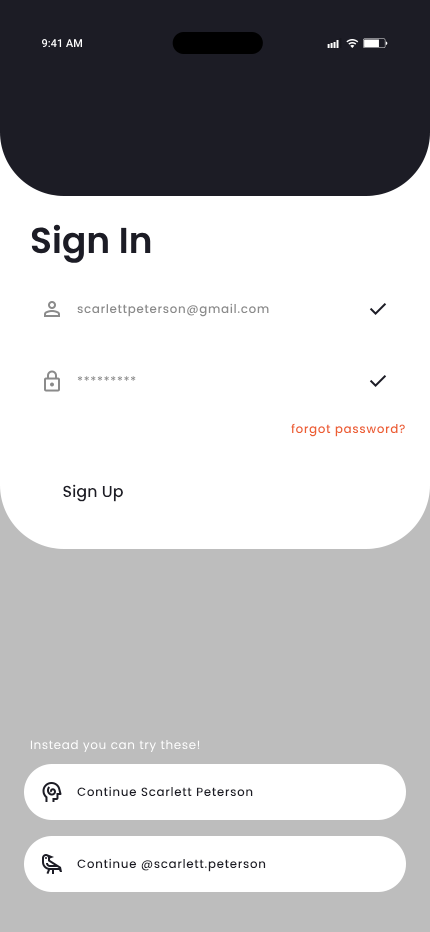 9:41 AM
Sign In
scarlettpeterson@gmail.com
*********
forgot password?
Sign Up
Instead you can try these!
Continue Scarlett Peterson
Continue @scarlett.peterson